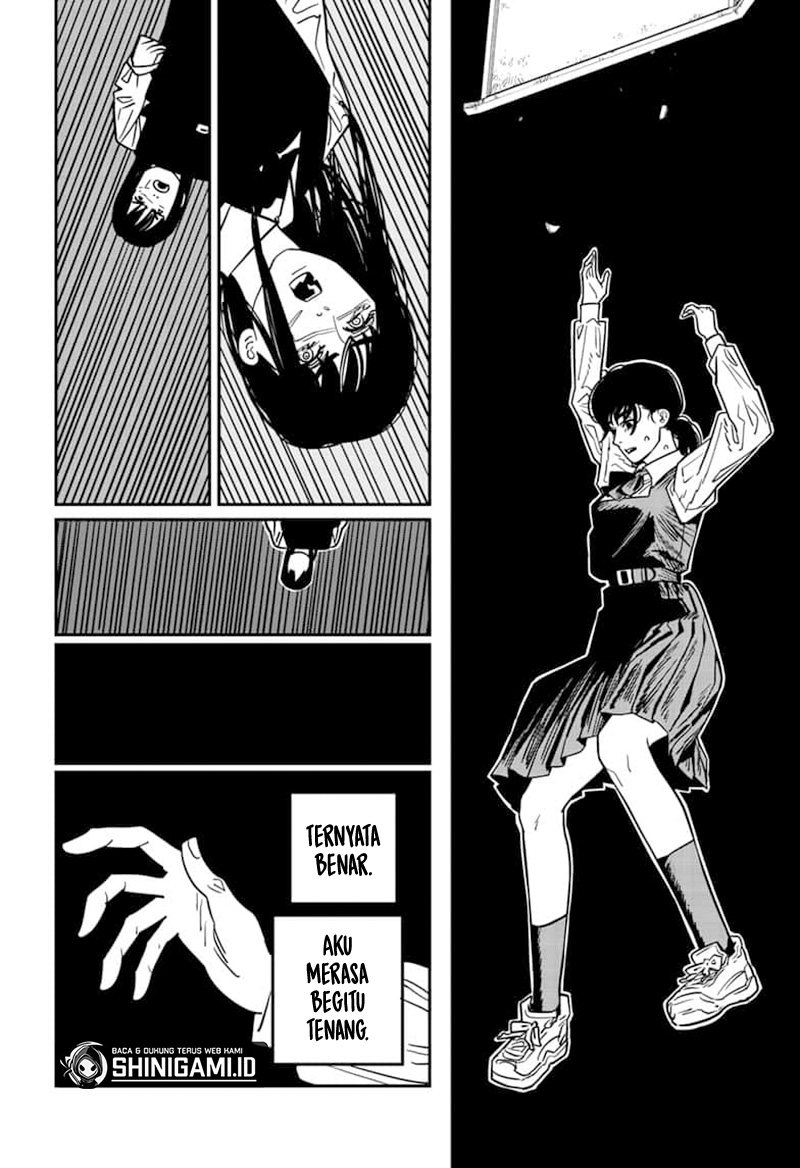 TERNYATA
BENAR.
AKU
MERASA
BEGITU
TENANG.
BACA & DUKUNG TERUS WEB KAMI
SHINIGAMI.ID